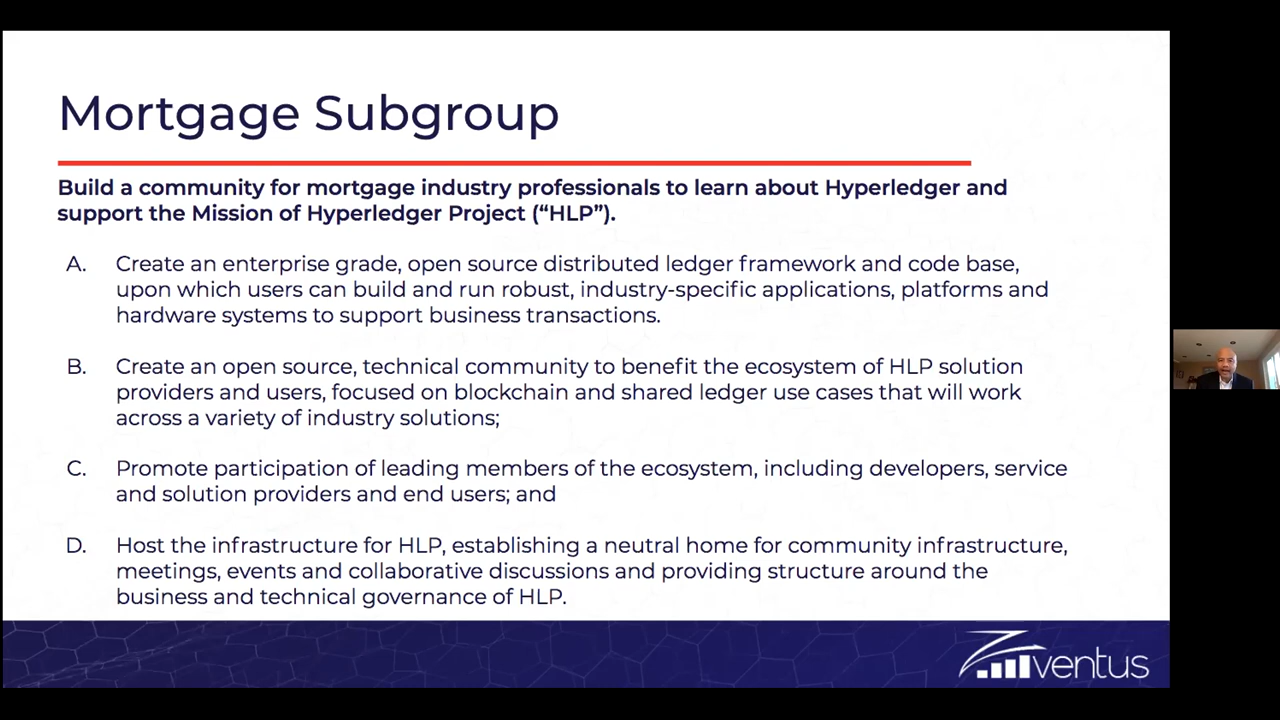 Mortgage Subgroup
Build a community for mortgage industry professionals to learn about Hyperledger and
support the Mission of Hyperledger Project (“HLP”).
A. Create an enterprise grade, open source distributed ledger framework and code base,
upon which users can build and run robust, industry-specific applications, platforms and
hardware systems to support business transactions.
B. Create an open source, technical community to benefit the ecosystem of HLP solution
providers and users, focused on blockchain and shared ledger use cases that will work
across a variety of industry solutions;
C. Promote participation of leading members of the ecosystem, including developers, service
and solution providers and end users; and
D. Host the infrastructure for HLP, establishing a neutral home for community infrastructure,
meetings, events and collaborative discussions and providing structure around the
business and technical governance of HLP.
Ziventus